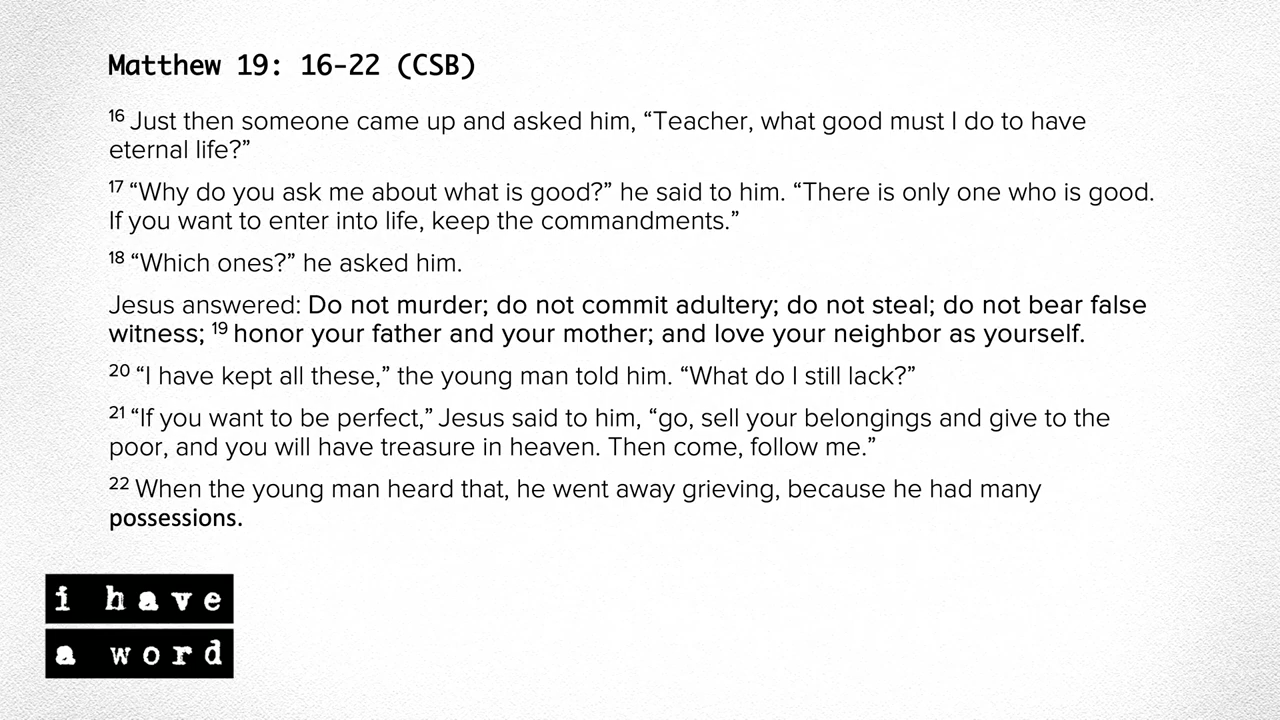 Matthew 19: 16-22 (CSB)
16 Just then someone came up and asked him, “Teacher, what good must I do to have
eternal life?”
17 “Why do you ask me about what is good?” he said to him. “There is only one who is good.
If you want to enter into life, keep the commandments.”
18 “Which ones?” he asked him.
Jesus answered: Do not murder; do not commit adultery; do not steal; do not bear false
witness; 19 honor your father and your mother; and love your neighbor as yourself.
20 “I have kept all these,” the young man told him. “What do I still lack?”
21 “If you want to be perfect,” Jesus said to him, “go, sell your belongings and give to the
poor, and you will have treasure in heaven. Then come, follow me.”
22 When the young man heard that, he went away grieving, because he had many
possessions.
i have
a word